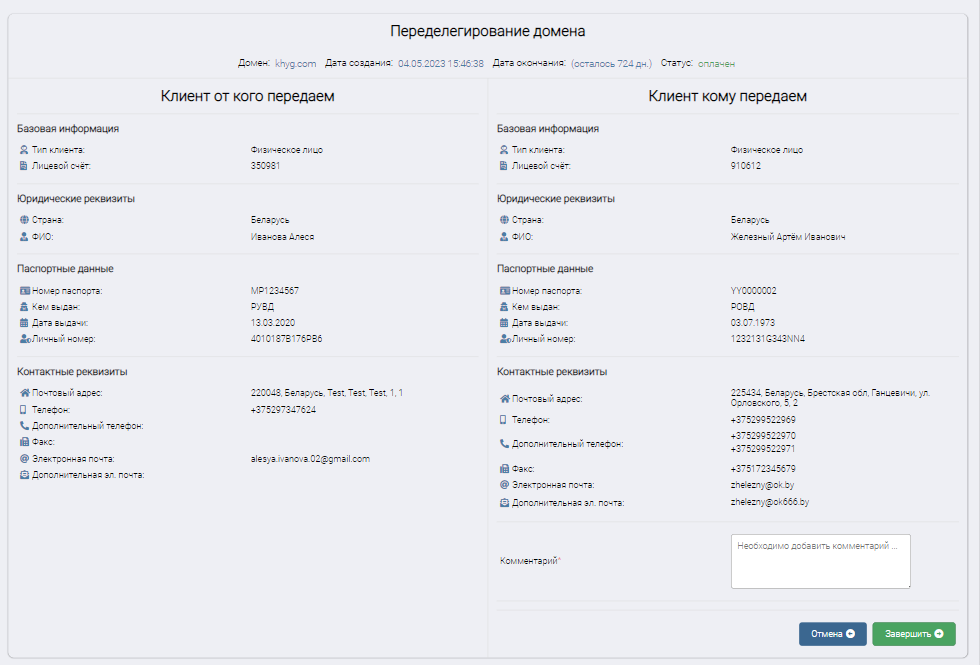 Переделегирование домена
Домен: khyg.com Дата создания: 04.05.2023 15:46:38 Дата окончания: (осталось 724 дн.) Статус: оплачен
Клиент от кого передаем
Базовая информация
Тип клиента: Физическое лицо
Лицевой счёт: 350981
Юридические реквизиты
Страна: Беларусь
ФИО: Иванова Алеся
Паспортные данные
Номер паспорта: MP1234567
Кем выдан: РУВД
Дата выдачи: 13.03.2020
Личный номер: 4010187B176PB6
Контактные реквизиты
Почтовый адрес: 220048, Беларусь, Test, Test, Test, 1, 1
Телефон: +375297347624
Дополнительный телефон:
Факс:
Электронная почта: alesya.ivanova.02@gmail.com
Дополнительная эл. почта:
Клиент кому передаем
Базовая информация
Тип клиента: Физическое лицо
Лицевой счёт: 910612
Юридические реквизиты
Страна: Беларусь
ФИО: Железный Артём Иванович
Паспортные данные
Номер паспорта: YY0000002
Кем выдан: РОВД
Дата выдачи: 03.07.1973
Личный номер: 1232131G343NN4
Контактные реквизиты
Почтовый адрес: 225434, Беларусь, Брестская обл, Ганцевичи, ул.
Орловского, 5, 2
Телефон: +375299522969
Дополнительный телефон: +375299522970
+375299522971
Факс: +375172345679
Электронная почта: zhelezny@ok.by
Дополнительная эл. почта: zhelezny@ok666.by
Комментарий* Необходимо добавить комментарий ...
Отмена Завершить